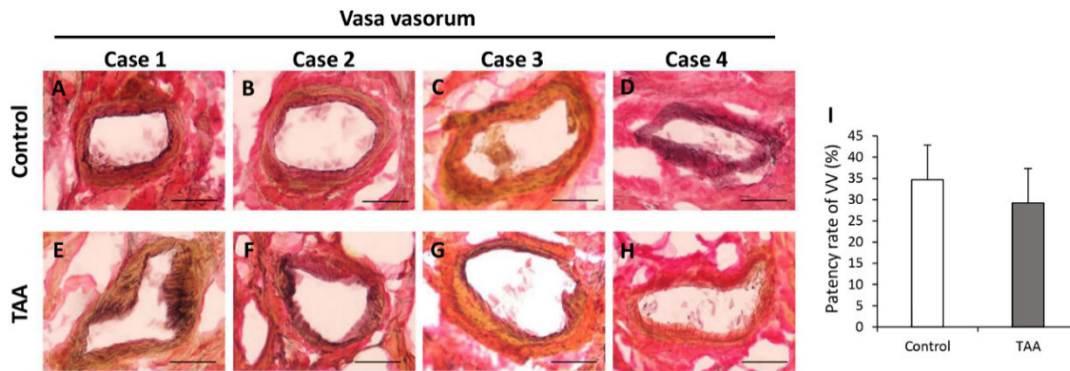 Vasa vasorum
Case 1 Case 2 Case 3 Case 4
Control
A B C D
TAA
E F G H
I
Patency rate of VV (%)
45
40
35
30
25
20
15
10
5
0
Control TAA